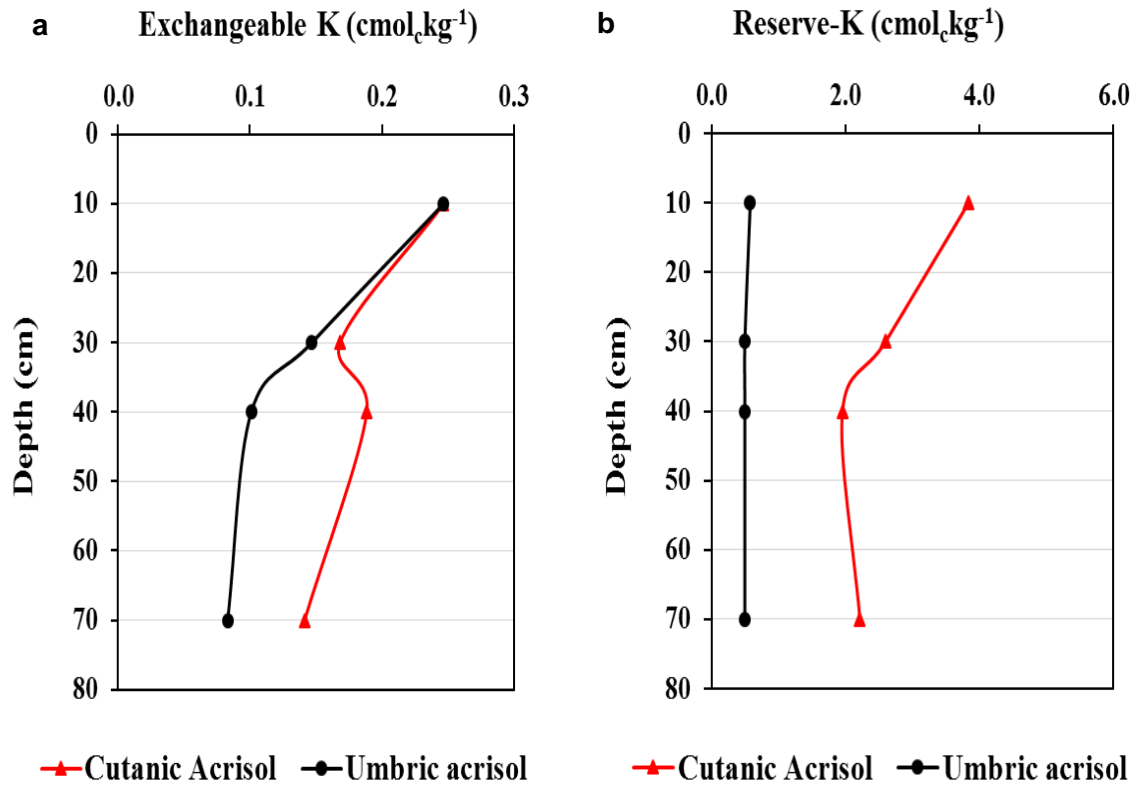 a Exchangeable K (cmolckg-1)
0.0 0.1 0.2 0.3
0
10
20
30
40
50
60
70
80
Depth (cm)
Cutanic Acrisol Umbric acrisol
b Reserve-K (cmolckg-1)
0.0 2.0 4.0 6.0
0
10
20
30
40
50
60
70
80
Depth (cm)
Cutanic Acrisol Umbric acrisol